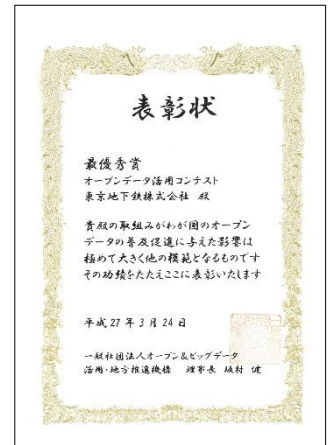 表彰状
最優秀賞
オープンデータ活用コンテスト
東京地下鉄株式会社 殿
貴殿の取組みがわが国のオープン
データの普及促進に与えた影響は
極めて大きく他の模範となるものです
その功績をたたえここに表彰いたします
平成27年3月24日
一般社団法人オープン&ビッグデータ
活用・地方創生推進機構 理事長 坂村 健